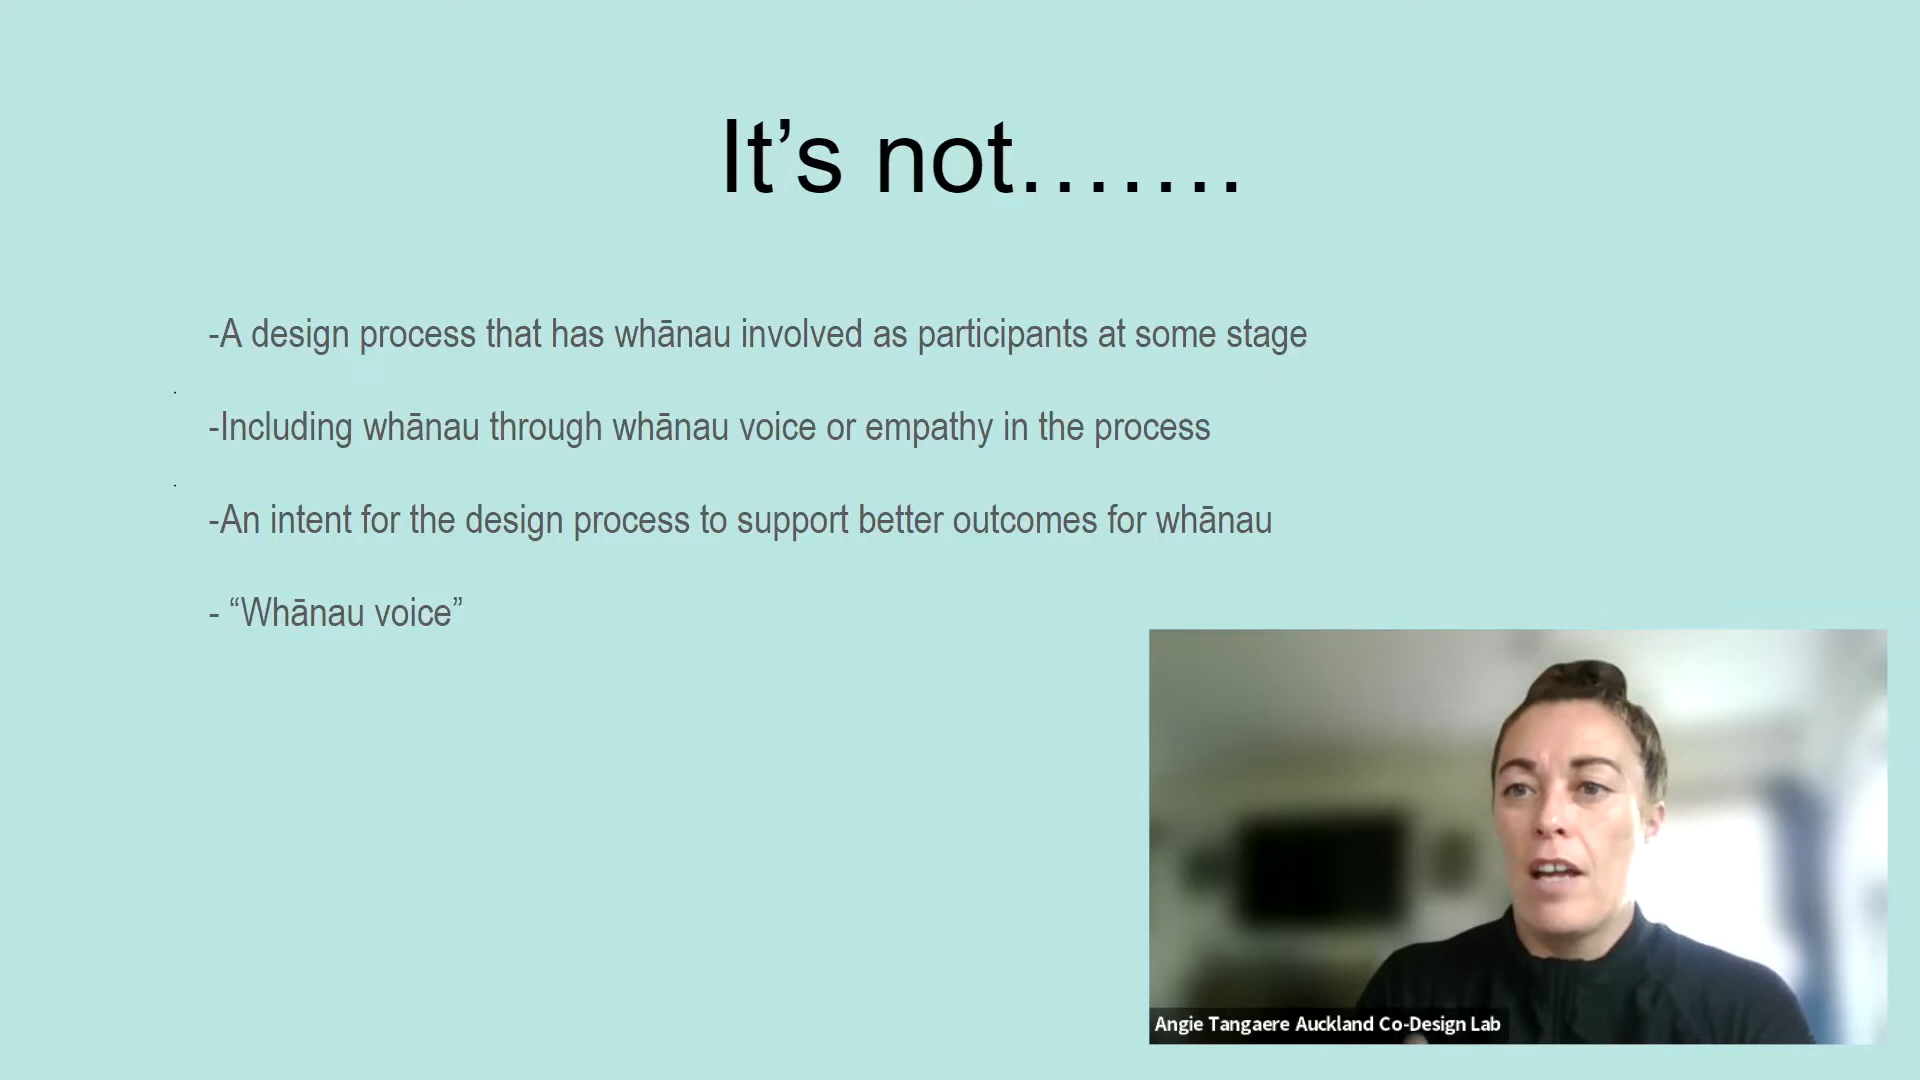 It’s not.......
-A design process that has whānau involved as participants at some stage
-Including whānau through whānau voice or empathy in the process
-An intent for the design process to support better outcomes for whānau
- “Whānau voice”
Angie Tangaere Auckland Co-Design Lab